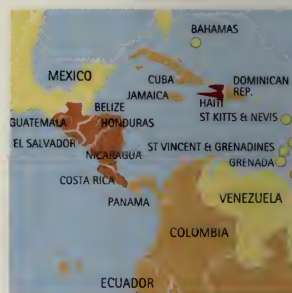 BAHAMAS
MEXICO
CUBA
DOMINICAN
REP.
JAMAICA
HAITI
BELIZE
ST KITTS & NEVIS
GUATEMALA
HONDURAS
EL SALVADOR
ST VINCENT & GRENADINES
NICARAGUA
GRENADA
COSTA RICA
VENEZUELA
PANAMA
COLOMBIA
ECUADOR